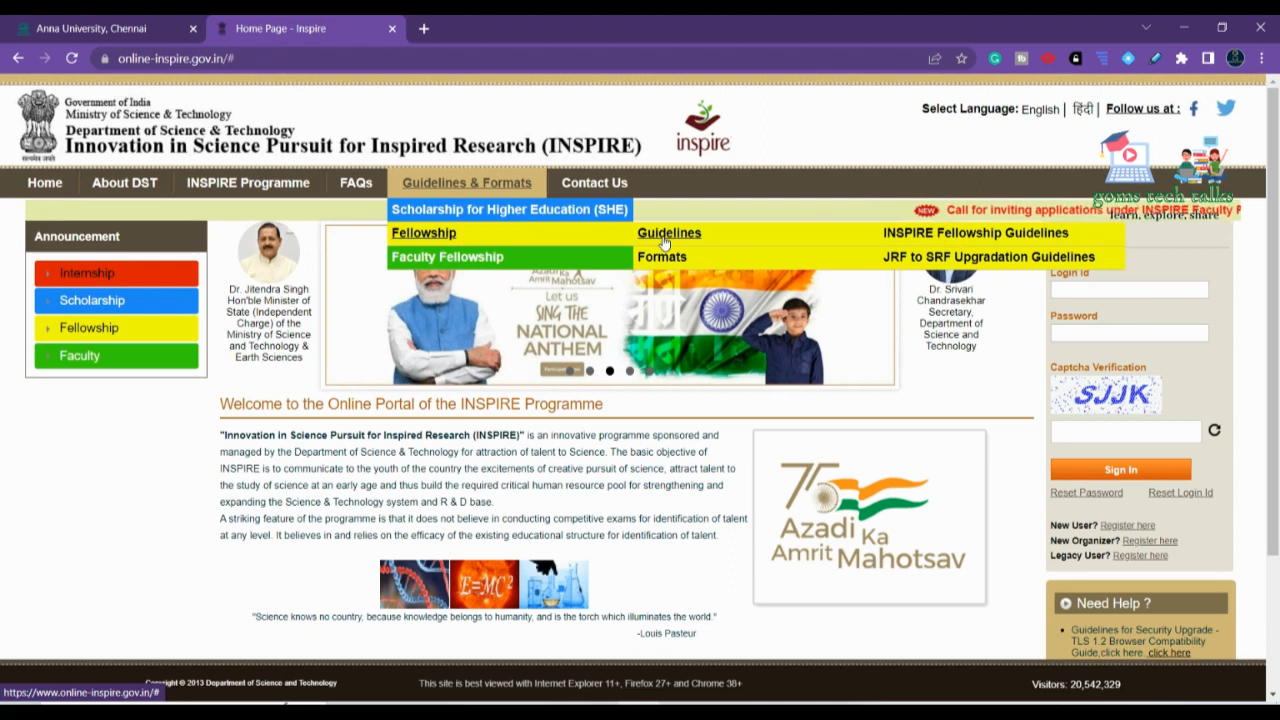 Anna University, Chennai
Home Page - Inspire
online-inspire.gov.in/#
Government of India
Ministry of Science & Technology
Department of Science & Technology
Innovation in Science Pursuit for Inspired Research (INSPIRE)
inspire
Select Language: English | हिंदी | Follow us at :
Home
About DST
INSPIRE Programme
FAQs
Guidelines & Formats
Contact Us
goms tech talks
learn, explore, share
Scholarship for Higher Education (SHE)
NEW Call for inviting applications under INSPIRE Faculty F
Fellowship
Guidelines
INSPIRE Fellowship Guidelines
Faculty Fellowship
Formats
JRF to SRF Upgradation Guidelines
Announcement
Internship
Scholarship
Fellowship
Faculty
Dr. Jitendra Singh
Hon'ble Minister of
State (Independent
Charge) of the
Ministry of Science
and Technology &
Earth Sciences
Azadi Ka
Amrit Mahotsav
Let us
SING THE
NATIONAL
ANTHEM
Dr. Srivari
Chandrasekhar
Secretary,
Department of
Science and
Technology
Login Id
Password
Captcha Verification
SJJK
Sign In
Reset Password
Reset Login Id
New User? Register here
New Organizer? Register here
Legacy User? Register here
Need Help ?
Guidelines for Security Upgrade -
TLS 1.2 Browser Compatibility
Guide,click here. click here
Welcome to the Online Portal of the INSPIRE Programme
"Innovation in Science Pursuit for Inspired Research (INSPIRE)" is an innovative programme sponsored and
managed by the Department of Science & Technology for attraction of talent to Science. The basic objective of
INSPIRE is to communicate to the youth of the country the excitements of creative pursuit of science, attract talent to
the study of science at an early age and thus build the required critical human resource pool for strengthening and
expanding the Science & Technology system and R & D base.
A striking feature of the programme is that it does not believe in conducting competitive exams for identification of talent
at any level. It believes in and relies on the efficacy of the existing educational structure for identification of talent.
75
Azadi Ka
Amrit Mahotsav
E=MC²
"Science knows no country, because knowledge belongs to humanity, and is the torch which illuminates the world."
-Louis Pasteur
https://www.online-inspire.gov.in/#
Copyright © 2013 Department of Science and Technology
This site is best viewed with Internet Explorer 11+, Firefox 27+ and Chrome 38+
Visitors: 20,542,329